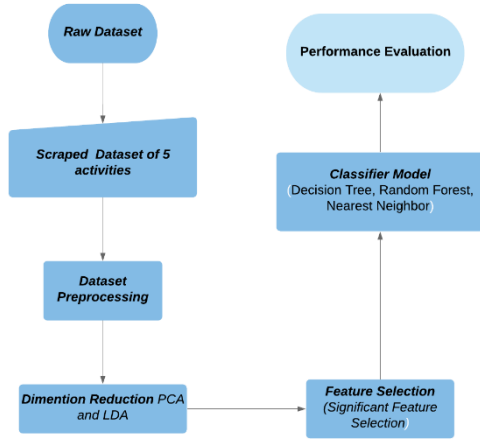 Raw Dataset
Scraped Dataset of 5
activities
Dataset
Preprocessing
Dimention Reduction PCA
and LDA
Feature Selection
(Significant Feature
Selection)
Classifier Model
(Decision Tree, Random Forest,
Nearest Neighbor)
Performance Evaluation